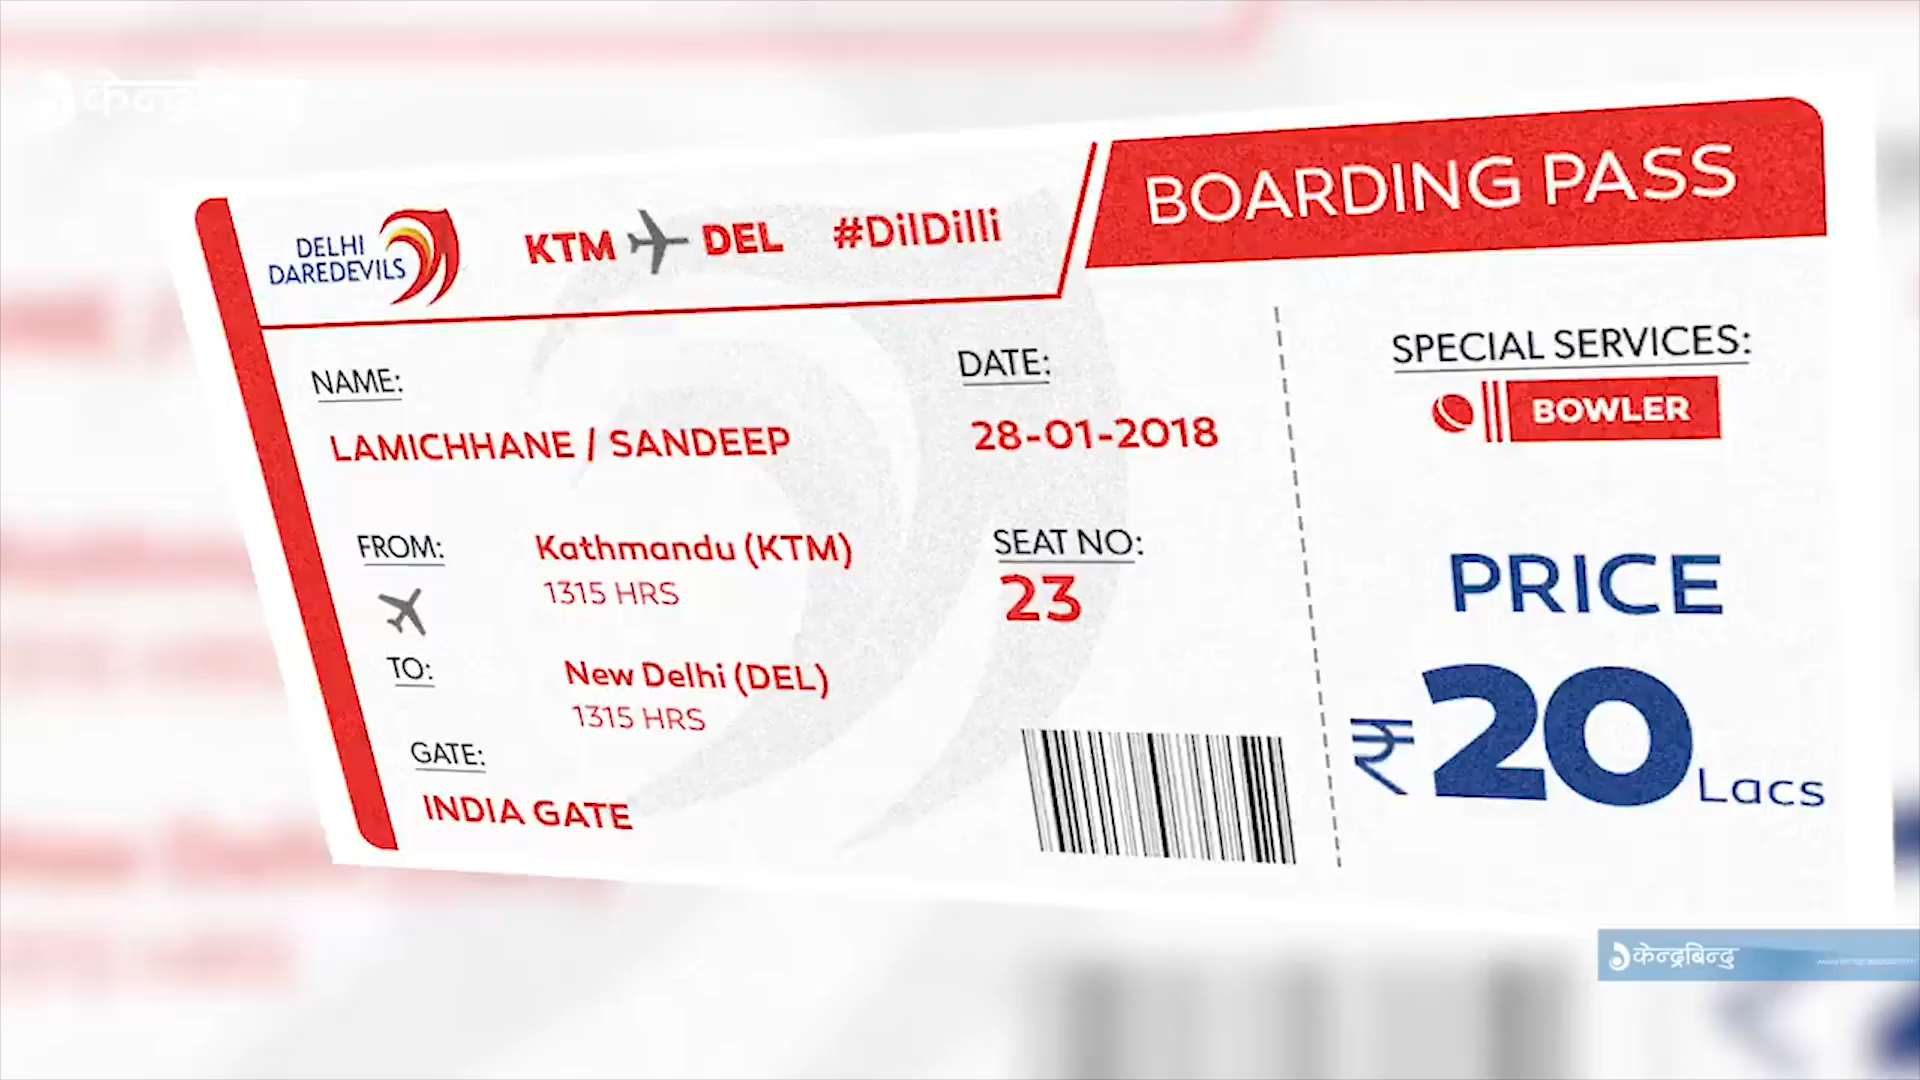 केन्द्रबिन्दु
BOARDING PASS
DELHI
DAREDEVILS
KTM DEL #DilDilli
NAME:
LAMICHHANE / SANDEEP
DATE:
28-01-2018
SPECIAL SERVICES:
BOWLER
FROM:
Kathmandu (KTM)
1315 HRS
SEAT NO:
23
TO:
New Delhi (DEL)
1315 HRS
GATE:
INDIA GATE
PRICE
₹20 Lacs
केन्द्रबिन्दु